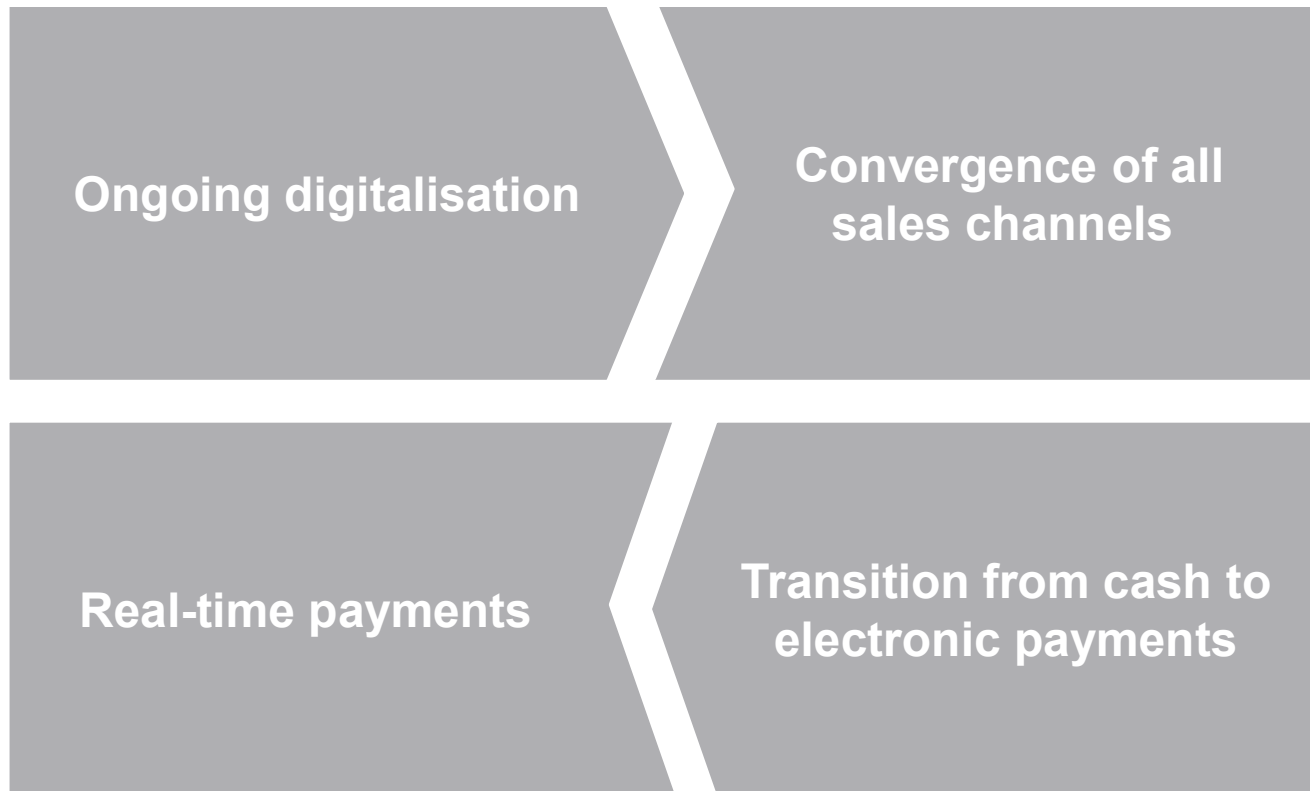 Ongoing digitalisation
Convergence of all
sales channels
Real-time payments
Transition from cash to
electronic payments